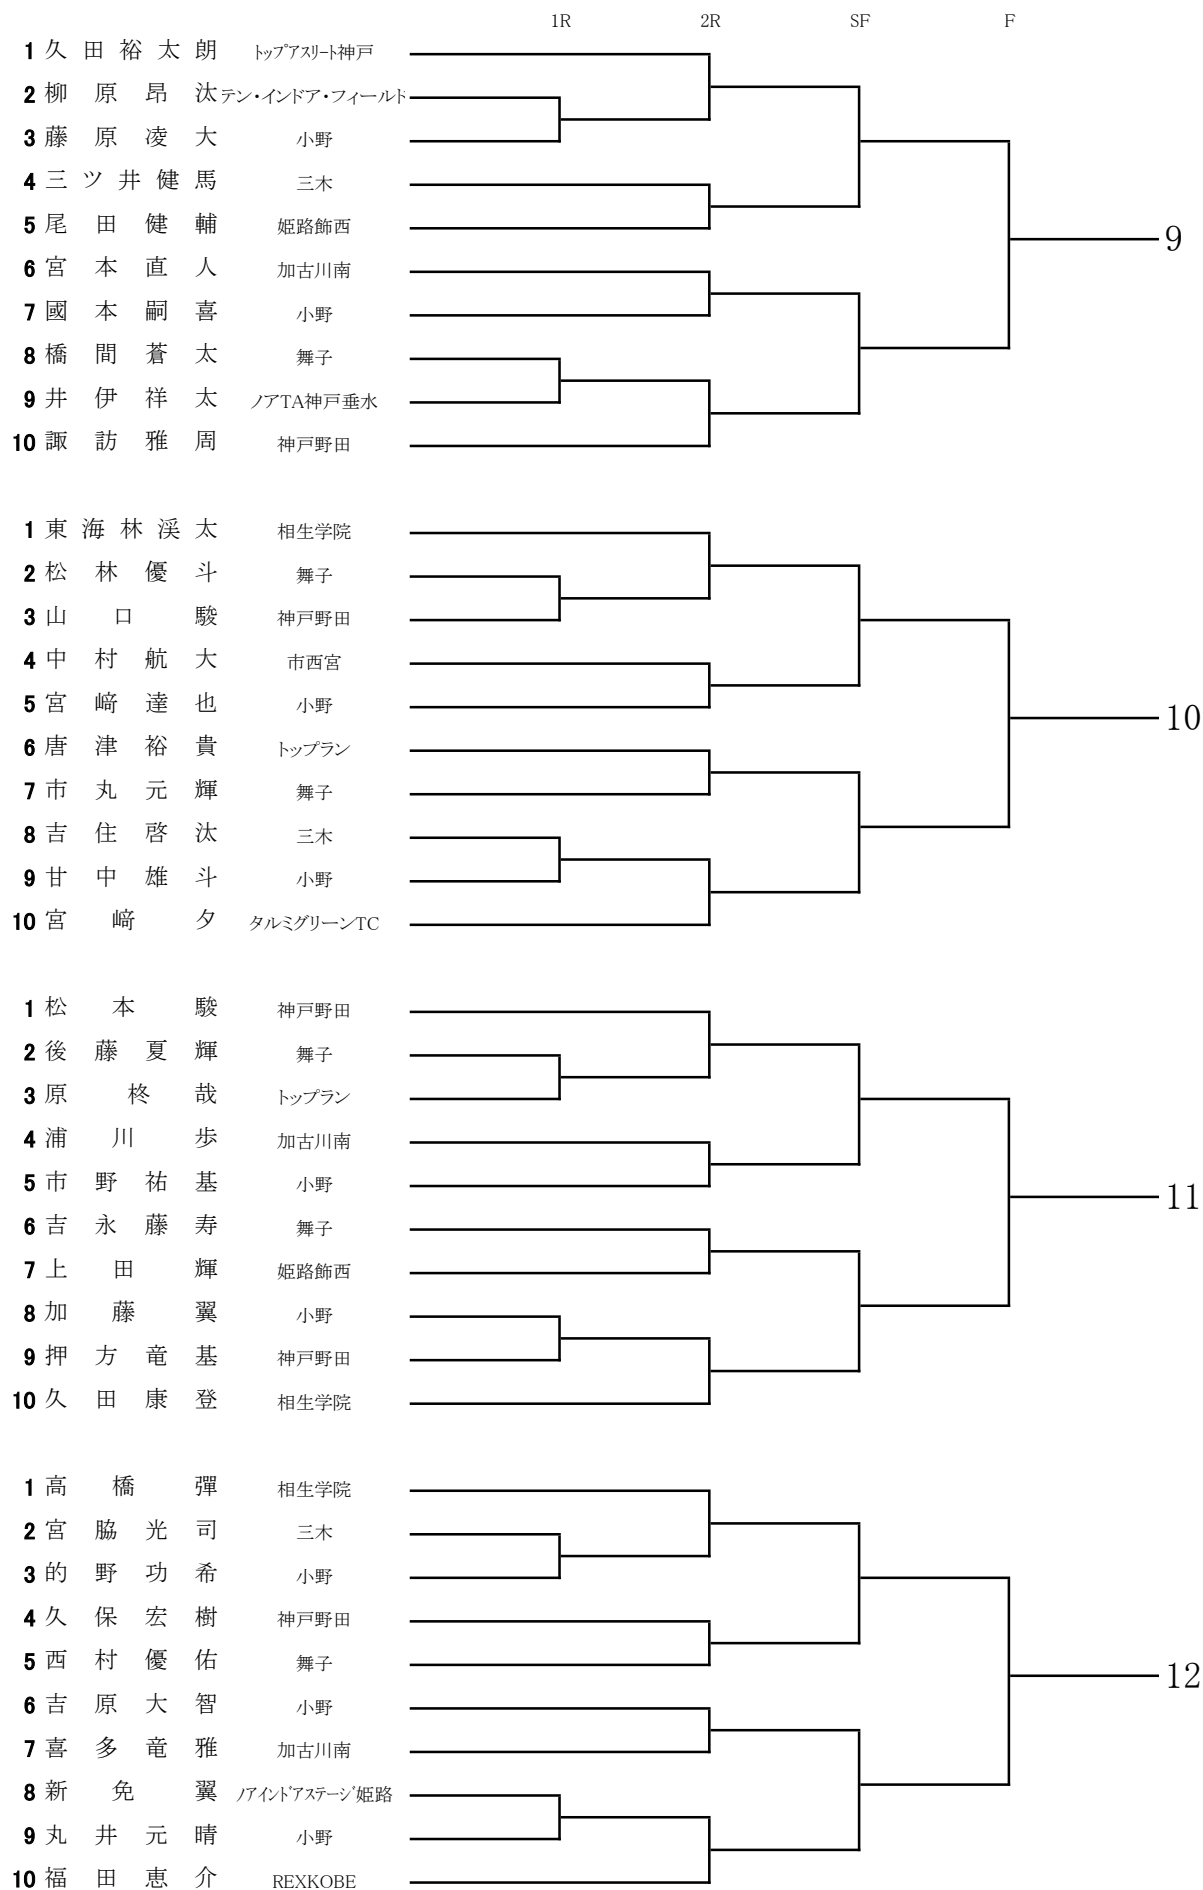 1R 2R SF F
1 久田裕太朗 トップアスリート神戸
2 柳原昂汰 テン・インドア・フィールド
3 藤原凌大 小野
4 三ツ井健馬 三木
5 尾田健輔 姫路飾西
9
6 宮本直人 加古川南
7 國本嗣喜 小野
8 橋間蒼太 舞子
9 井伊祥太 ノアTA神戸垂水
10 諏訪雅周 神戸野田
1 東海林渓太 相生学院
2 松林優斗 舞子
3 山口駿 神戸野田
4 中村航大 市西宮
5 宮﨑達也 小野
10
6 唐津裕貴 トップラン
7 市丸元輝 舞子
8 吉住啓汰 三木
9 甘中雄斗 小野
10 宮﨑夕 タルミグリーンTC
1 松本駿 神戸野田
2 後藤夏輝 舞子
3 原柊哉 トップラン
4 浦川歩 加古川南
5 市野祐基 小野
11
6 吉永藤寿 舞子
7 上田輝 姫路飾西
8 加藤翼 小野
9 押方竜基 神戸野田
10 久田康登 相生学院
1 高橋彈 相生学院
2 宮脇光司 三木
3 的野功希 小野
4 久保宏樹 神戸野田
5 西村優佑 舞子
12
6 吉原大智 小野
7 喜多竜雅 加古川南
8 新免翼 ノアインドアステージ姫路
9 丸井元晴 小野
10 福田恵介 REXKOBE